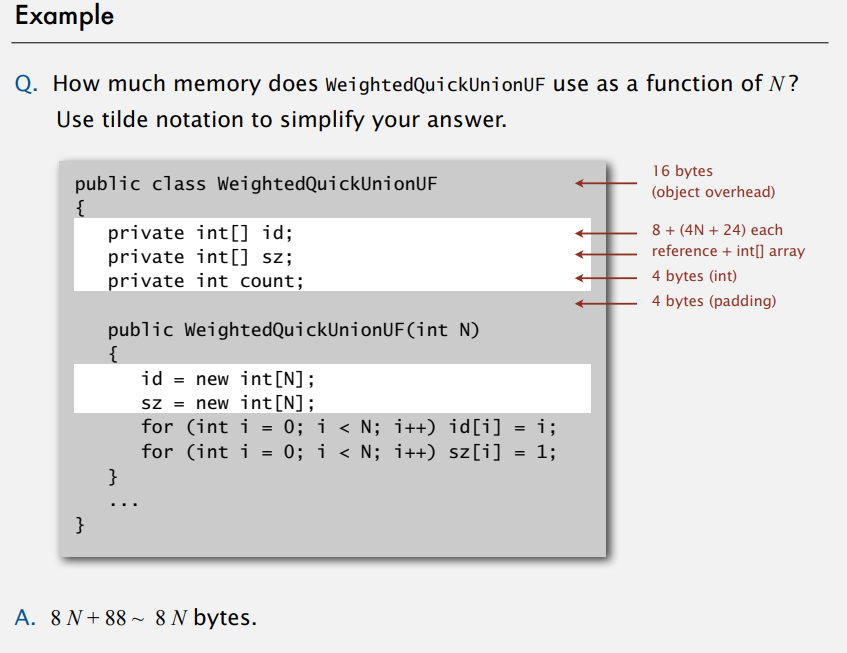 Example
Q. How much memory does WeightedQuickUnionUF use as a function of N ?
Use tilde notation to simplify your answer.
public class WeightedQuickUnionUF
{
private int[] id;
private int[] sz;
private int count;
public WeightedQuickUnionUF(int N)
{
id = new int[N];
sz = new int[N];
for (int i = 0; i < N; i++) id[i] = i;
for (int i = 0; i < N; i++) sz[i] = 1;
}
...
}
16 bytes
(object overhead)
8 + (4N + 24) each
reference + int[] array
4 bytes (int)
4 bytes (padding)
A. 8 N + 88 ~ 8 N bytes.